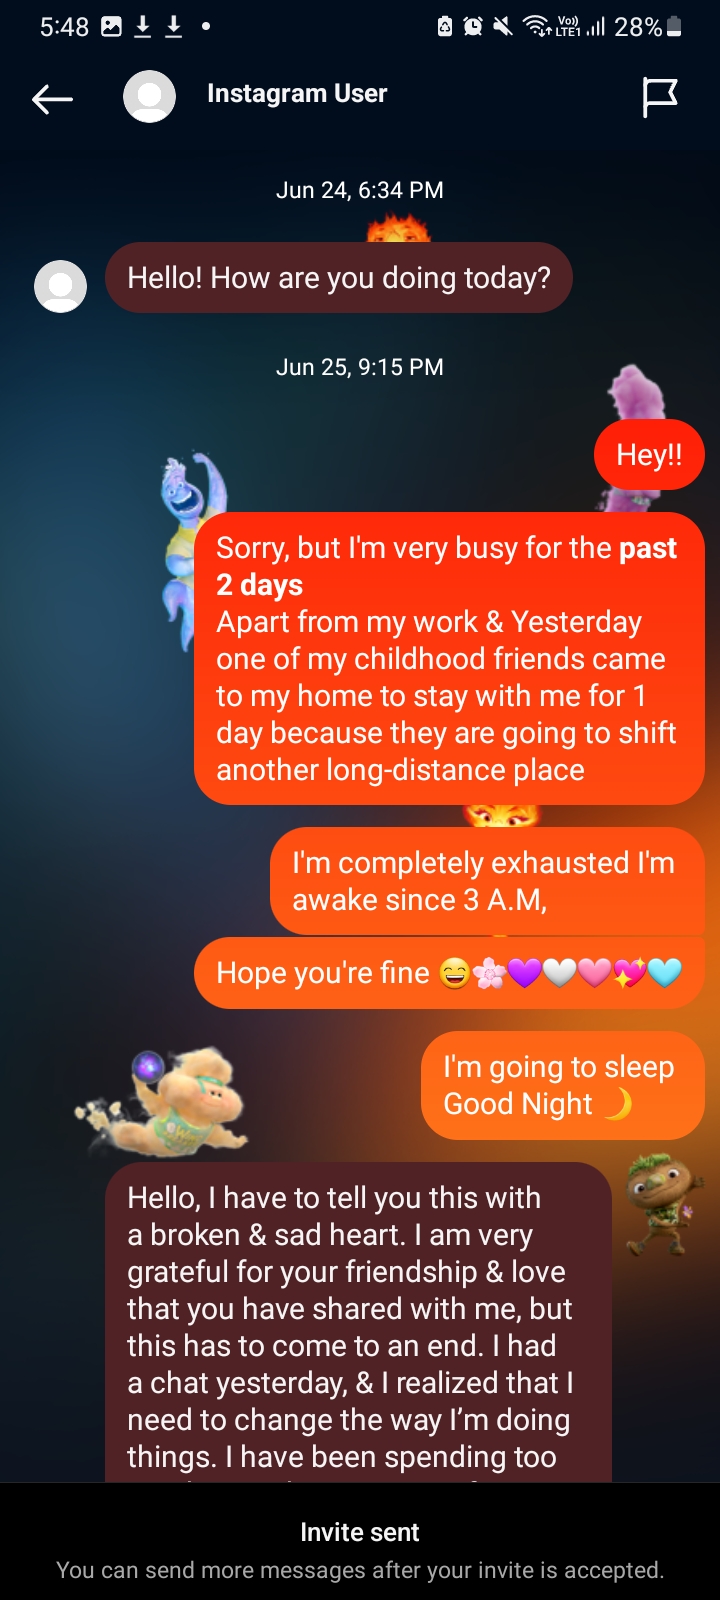 5:48
Vo)) LTE1 28%
Instagram User
Jun 24, 6:34 PM
Hello! How are you doing today?
Jun 25, 9:15 PM
Hey!!
Sorry, but I'm very busy for the past
2 days
Apart from my work & Yesterday
one of my childhood friends came
to my home to stay with me for 1
day because they are going to shift
another long-distance place
I'm completely exhausted I'm
awake since 3 A.M,
Hope you're fine 😄🌸💜🤍🩷💖🩵
I'm going to sleep
Good Night 🌙
Hello, I have to tell you this with
a broken & sad heart. I am very
grateful for your friendship & love
that you have shared with me, but
this has to come to an end. I had
a chat yesterday, & I realized that I
need to change the way I’m doing
things. I have been spending too
Invite sent
You can send more messages after your invite is accepted.